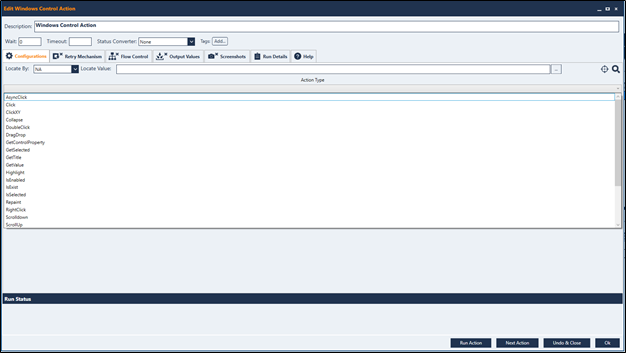 Edit Windows Control Action
Description: Windows Control Action
Wait: 0 Timeout: Status Converter: None Tags: Add..
Configurations Retry Mechanism Flow Control Output Values Screenshots Run Details Help
Locate By: NA Locate Value: ...
Action Type
AsyncClick
Click
ClickXY
Collapse
DoubleClick
DragDrop
GetControlProperty
GetSelected
GetTitle
GetValue
Highlight
IsEnabled
IsExist
IsSelected
Repaint
RightClick
Scrolldown
ScrollUp
Run Status
Run Action Next Action Undo & Close Ok